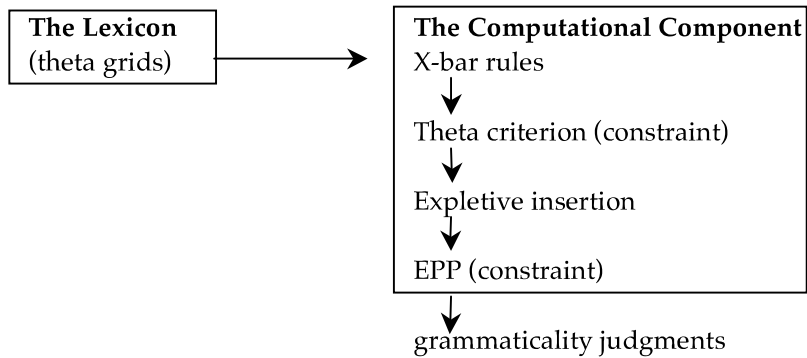 The Lexicon
(theta grids)
The Computational Component
X-bar rules
Theta criterion (constraint)
Expletive insertion
EPP (constraint)
grammaticality judgments